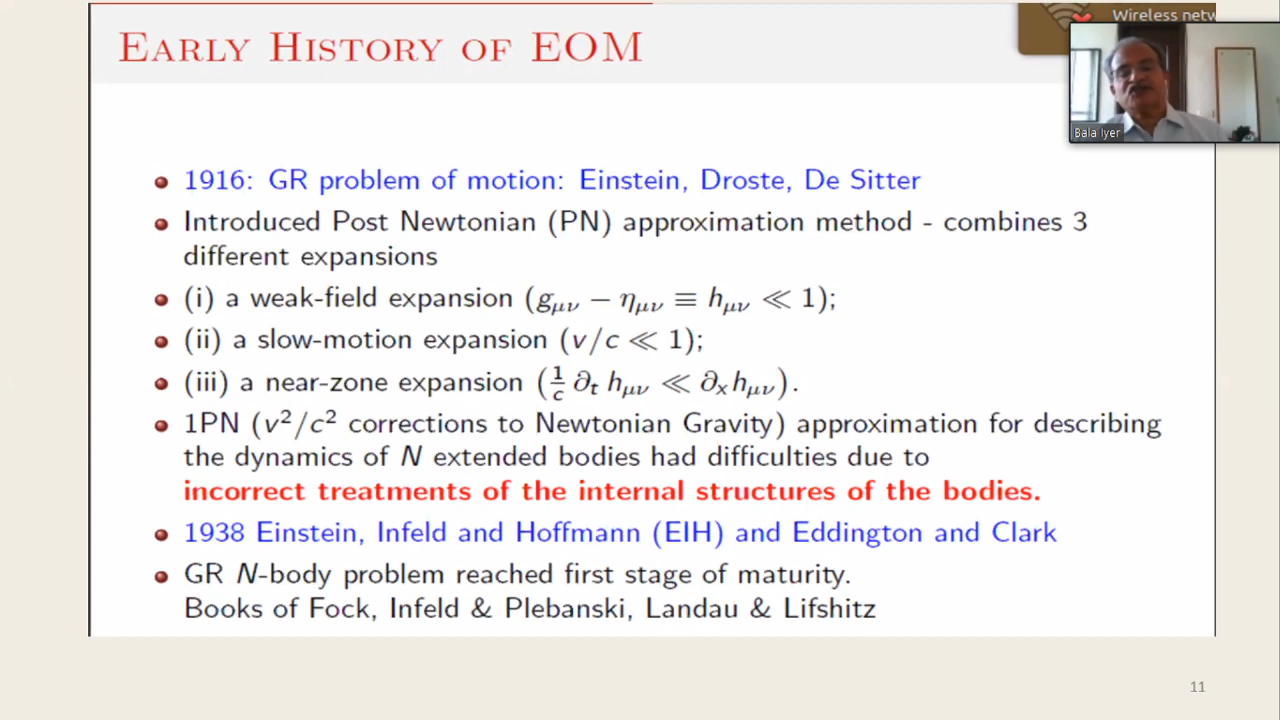 EARLY HISTORY OF EOM
Wireless netw
Bala Iyer
1916: GR problem of motion: Einstein, Droste, De Sitter
Introduced Post Newtonian (PN) approximation method - combines 3
different expansions
(i) a weak-field expansion (gμν − ημν ≡ hμν ≪ 1);
(ii) a slow-motion expansion (v/c ≪ 1);
(iii) a near-zone expansion (1/c ∂t hμν ≪ ∂x hμν).
1PN (v²/c² corrections to Newtonian Gravity) approximation for describing
the dynamics of N extended bodies had difficulties due to
incorrect treatments of the internal structures of the bodies.
1938 Einstein, Infeld and Hoffmann (EIH) and Eddington and Clark
GR N-body problem reached first stage of maturity.
Books of Fock, Infeld & Plebanski, Landau & Lifshitz
11